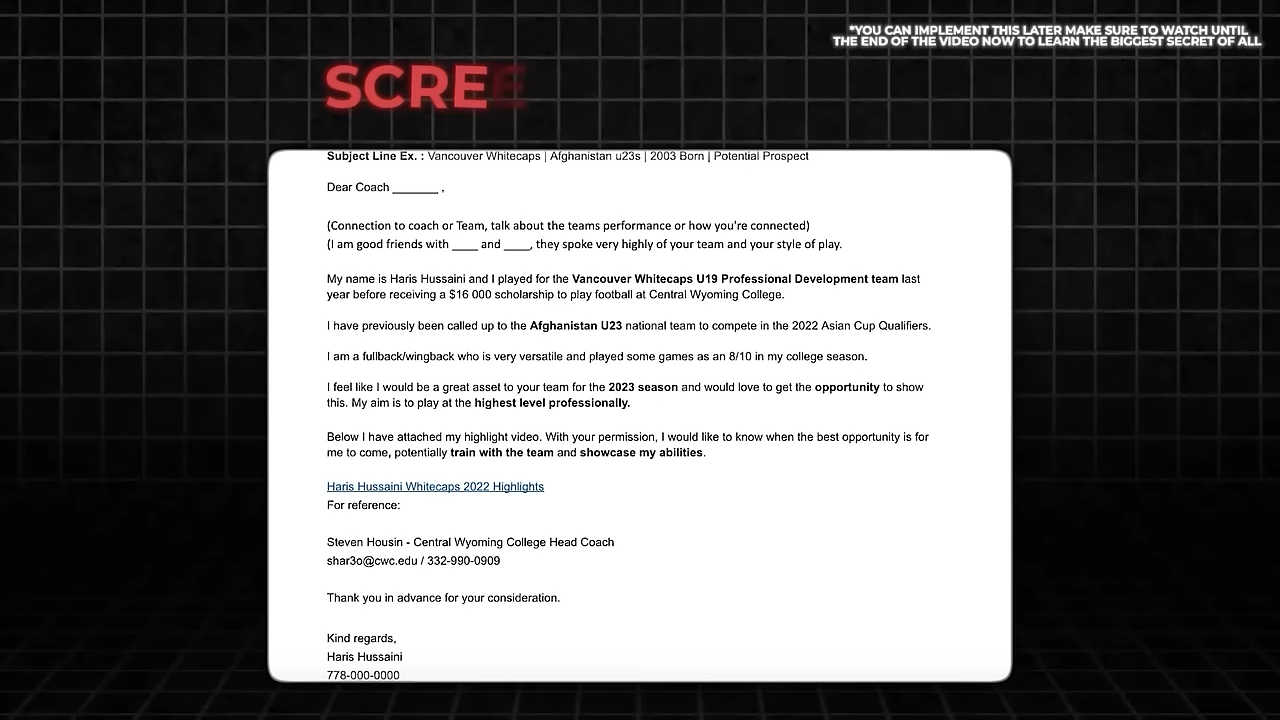 *YOU CAN IMPLEMENT THIS LATER MAKE SURE TO WATCH UNTIL
THE END OF THE VIDEO NOW TO LEARN THE BIGGEST SECRET OF ALL
SCREE
Subject Line Ex. : Vancouver Whitecaps | Afghanistan u23s | 2003 Born | Potential Prospect
Dear Coach _______ ,
(Connection to coach or Team, talk about the teams performance or how you're connected)
(I am good friends with ____ and ____, they spoke very highly of your team and your style of play.
My name is Haris Hussaini and I played for the Vancouver Whitecaps U19 Professional Development team last
year before receiving a $16 000 scholarship to play football at Central Wyoming College.
I have previously been called up to the Afghanistan U23 national team to compete in the 2022 Asian Cup Qualifiers.
I am a fullback/wingback who is very versatile and played some games as an 8/10 in my college season.
I feel like I would be a great asset to your team for the 2023 season and would love to get the opportunity to show
this. My aim is to play at the highest level professionally.
Below I have attached my highlight video. With your permission, I would like to know when the best opportunity is for
me to come, potentially train with the team and showcase my abilities.
Haris Hussaini Whitecaps 2022 Highlights
For reference:
Steven Housin - Central Wyoming College Head Coach
shar3o@cwc.edu / 332-990-0909
Thank you in advance for your consideration.
Kind regards,
Haris Hussaini
778-000-0000